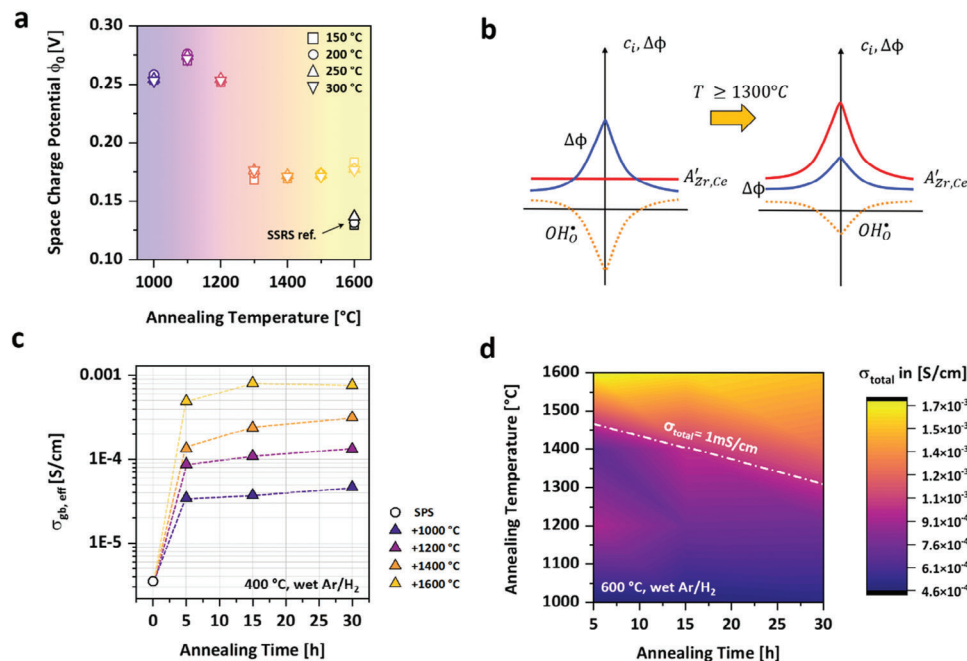 a
Space Charge Potential ϕ0 [V]
0.30
0.25
0.20
0.15
0.10
150 °C
200 °C
250 °C
300 °C
SSRS ref.
1000
1200
1400
1600
Annealing Temperature [°C]
b
ci, Δϕ
T ≥ 1300°C
ci, Δϕ
Δϕ
A′Zr,Ce
OH•O
Δϕ
A′Zr,Ce
OH•O
c
σgb, eff [S/cm]
0.001
1E-4
1E-5
400 °C, wet Ar/H2
0
5
10
15
20
25
30
Annealing Time [h]
SPS
+1000 °C
+1200 °C
+1400 °C
+1600 °C
d
Annealing Temperature [°C]
1600
1500
1400
1300
1200
1100
1000
σtotal= 1mS/cm
600 °C, wet Ar/H2
5
10
15
20
25
30
Annealing Time [h]
σtotal in [S/cm]
1.7×10-3
1.6×10-3
1.4×10-3
1.3×10-3
1.1×10-3
9.1×10-4
7.6×10-4
6.1×10-4
4.6×10-4